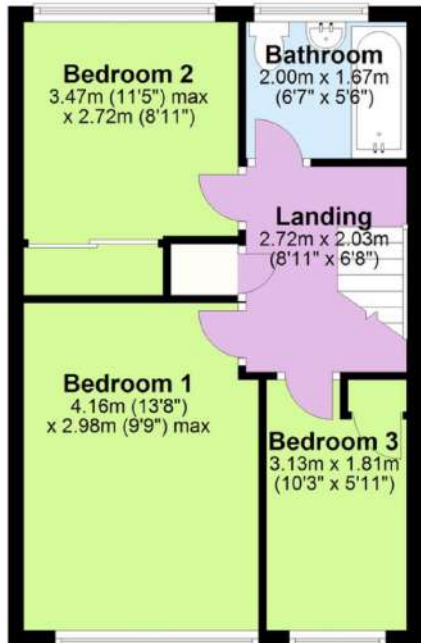 Bedroom 2
3.47m (11'5") max
x 2.72m (8'11")
Bathroom
2.00m x 1.67m
(6'7" x 5'6")
Landing
2.72m x 2.03m
(8'11" x 6'8")
Bedroom 1
4.16m (13'8")
x 2.98m (9'9") max
Bedroom 3
3.13m x 1.81m
(10'3" x 5'11")